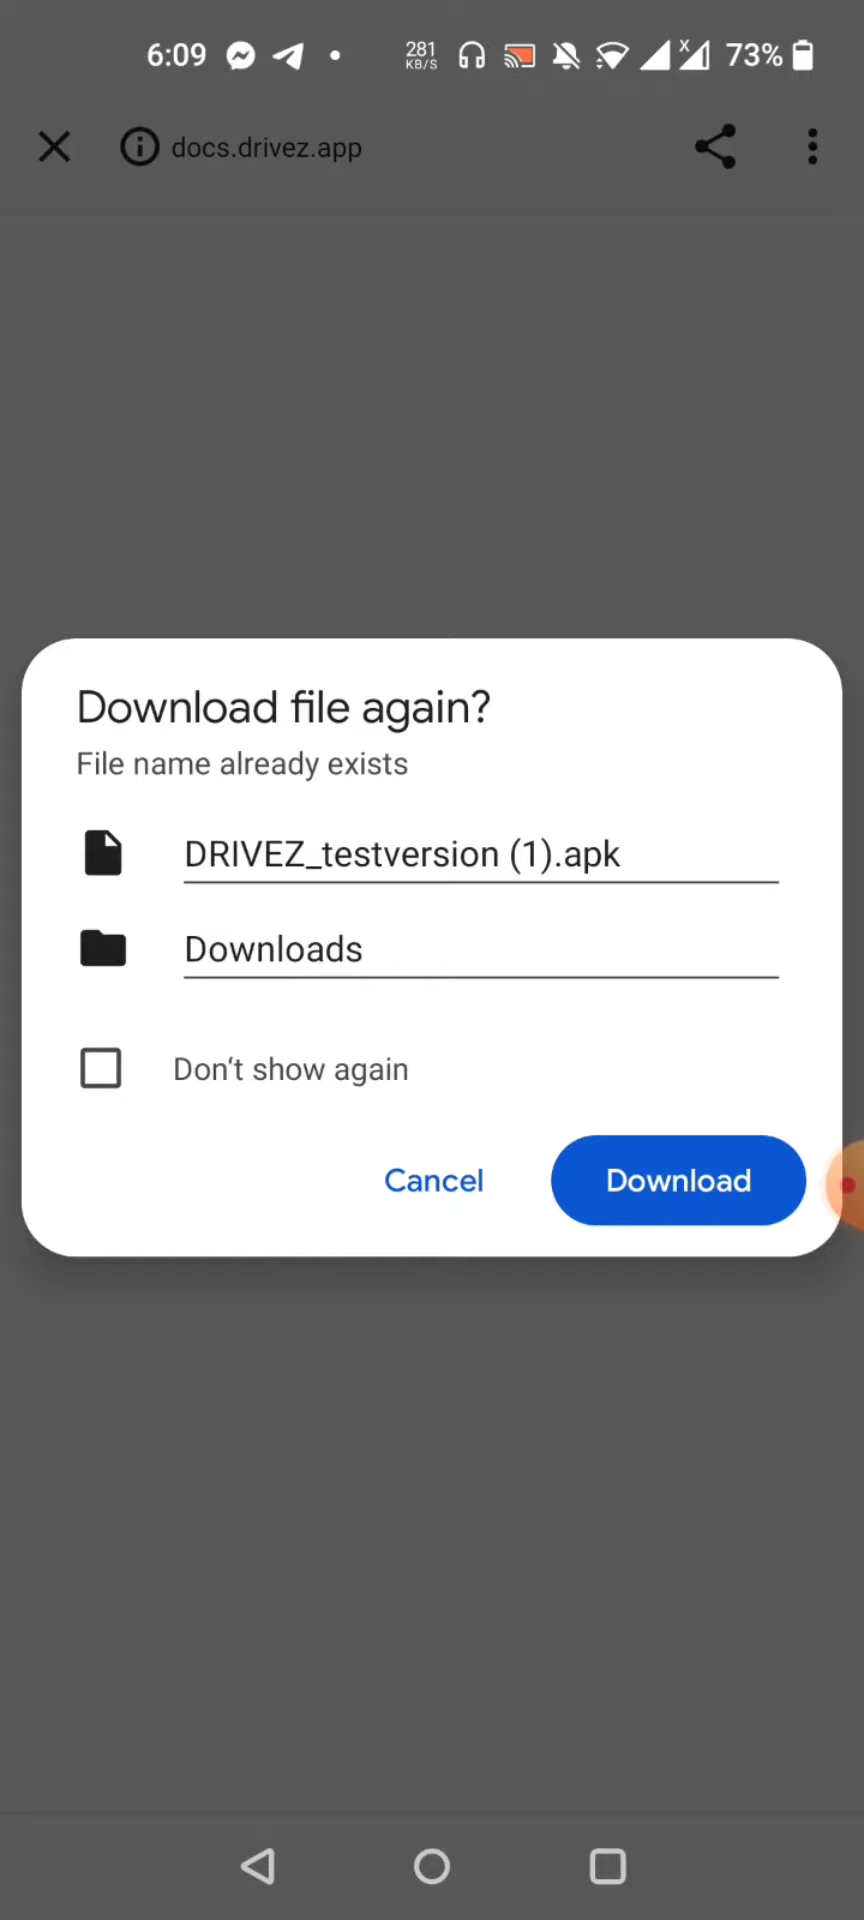 6:09 281 KB/S 73%
docs.drivez.app
Download file again?
File name already exists
DRIVEZ_testversion (1).apk
Downloads
Don't show again
Cancel Download